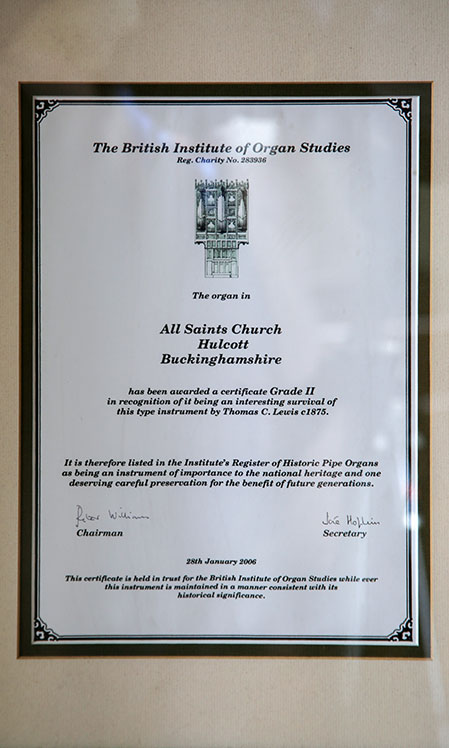 The British Institute of Organ Studies
Reg. Charity No. 283936
The organ in
All Saints Church
Hulcott
Buckinghamshire
has been awarded a certificate Grade II
in recognition of it being an interesting survival of
this type instrument by Thomas C. Lewis c1875.
It is therefore listed in the Institute's Register of Historic Pipe Organs
as being an instrument of importance to the national heritage and one
deserving careful preservation for the benefit of future generations.
Williams
Hopkins
Chairman
Secretary
28th January 2006
This certificate is held in trust for the British Institute of Organ Studies while ever
this instrument is maintained in a manner consistent with its
historical significance.